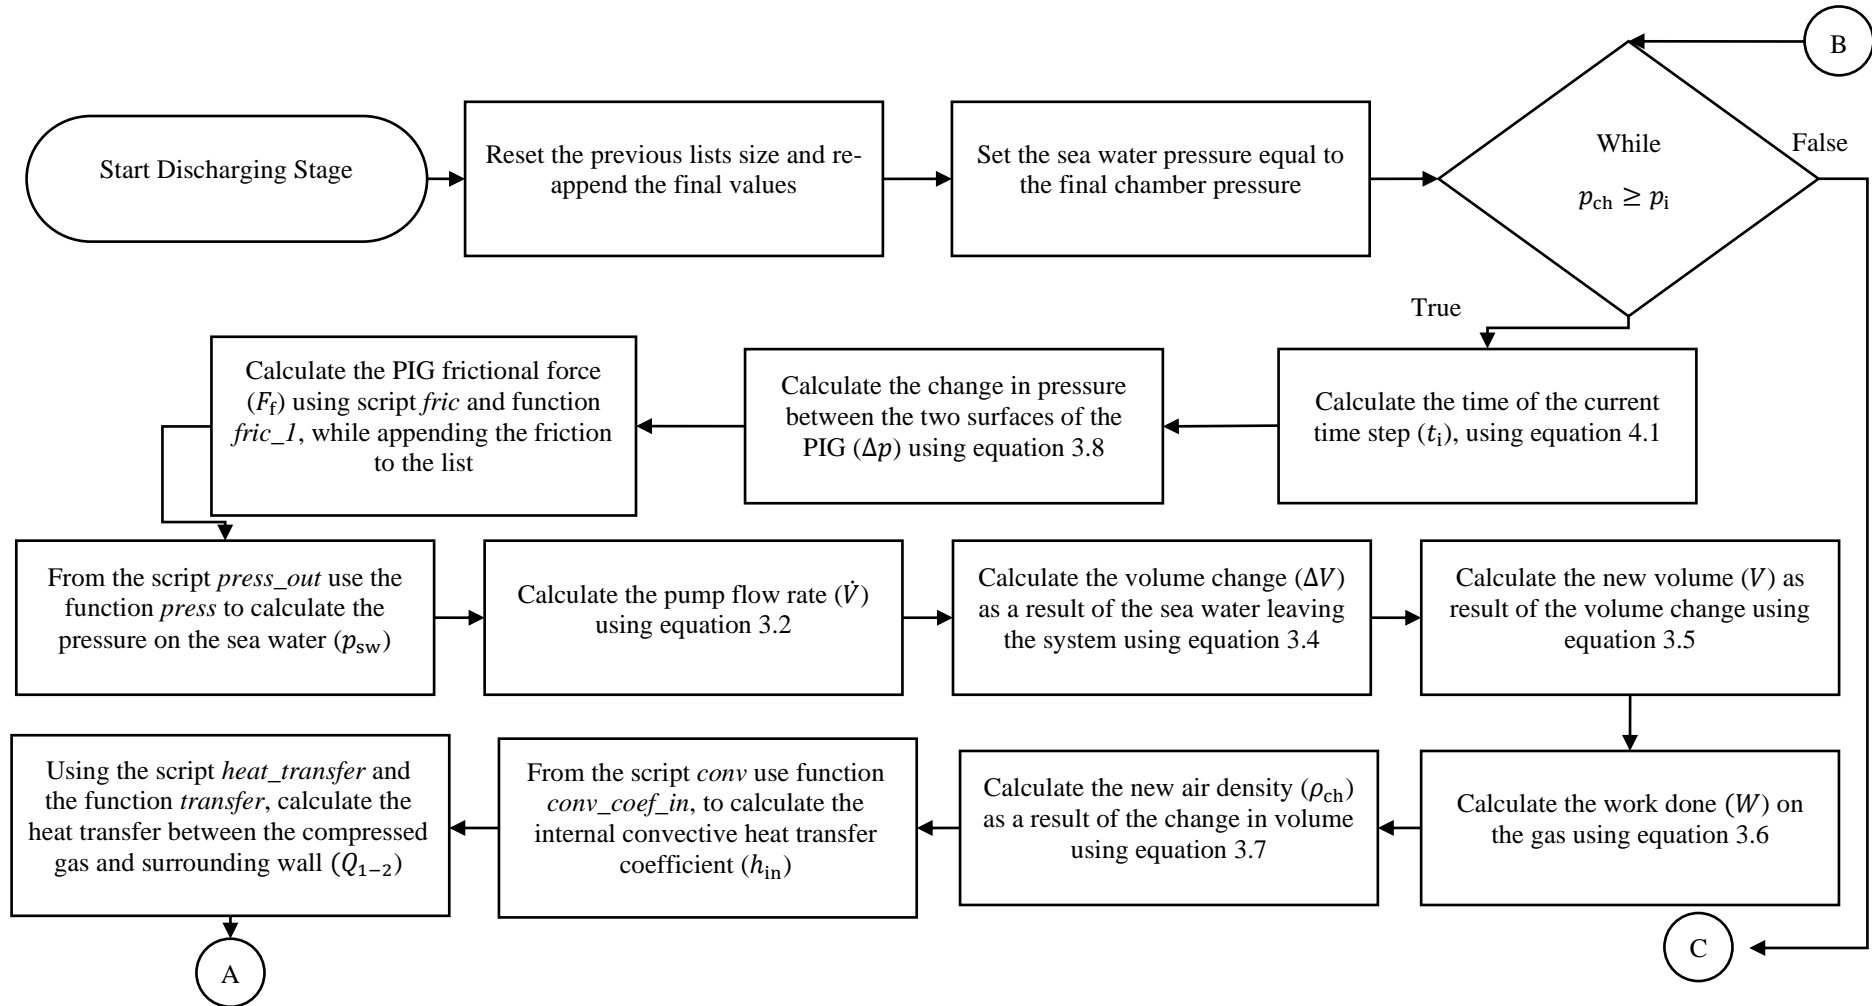 B
Start Discharging Stage
Reset the previous lists size and re-
append the final values
Set the sea water pressure equal to
the final chamber pressure
While
p_ch ≥ p_i
False
True
Calculate the time of the current
time step (t_i), using equation 4.1
Calculate the change in pressure
between the two surfaces of the
PIG (Δp) using equation 3.8
Calculate the PIG frictional force
(F_f) using script fric and function
fric_1, while appending the friction
to the list
From the script press_out use the
function press to calculate the
pressure on the sea water (p_sw)
Calculate the pump flow rate (V̇)
using equation 3.2
Calculate the volume change (ΔV)
as a result of the sea water leaving
the system using equation 3.4
Calculate the new volume (V) as
result of the volume change using
equation 3.5
Calculate the work done (W) on
the gas using equation 3.6
Calculate the new air density (ρ_ch)
as a result of the change in volume
using equation 3.7
From the script conv use function
conv_coef_in, to calculate the
internal convective heat transfer
coefficient (h_in)
Using the script heat_transfer and
the function transfer, calculate the
heat transfer between the compressed
gas and surrounding wall (Q_1−2)
A
C